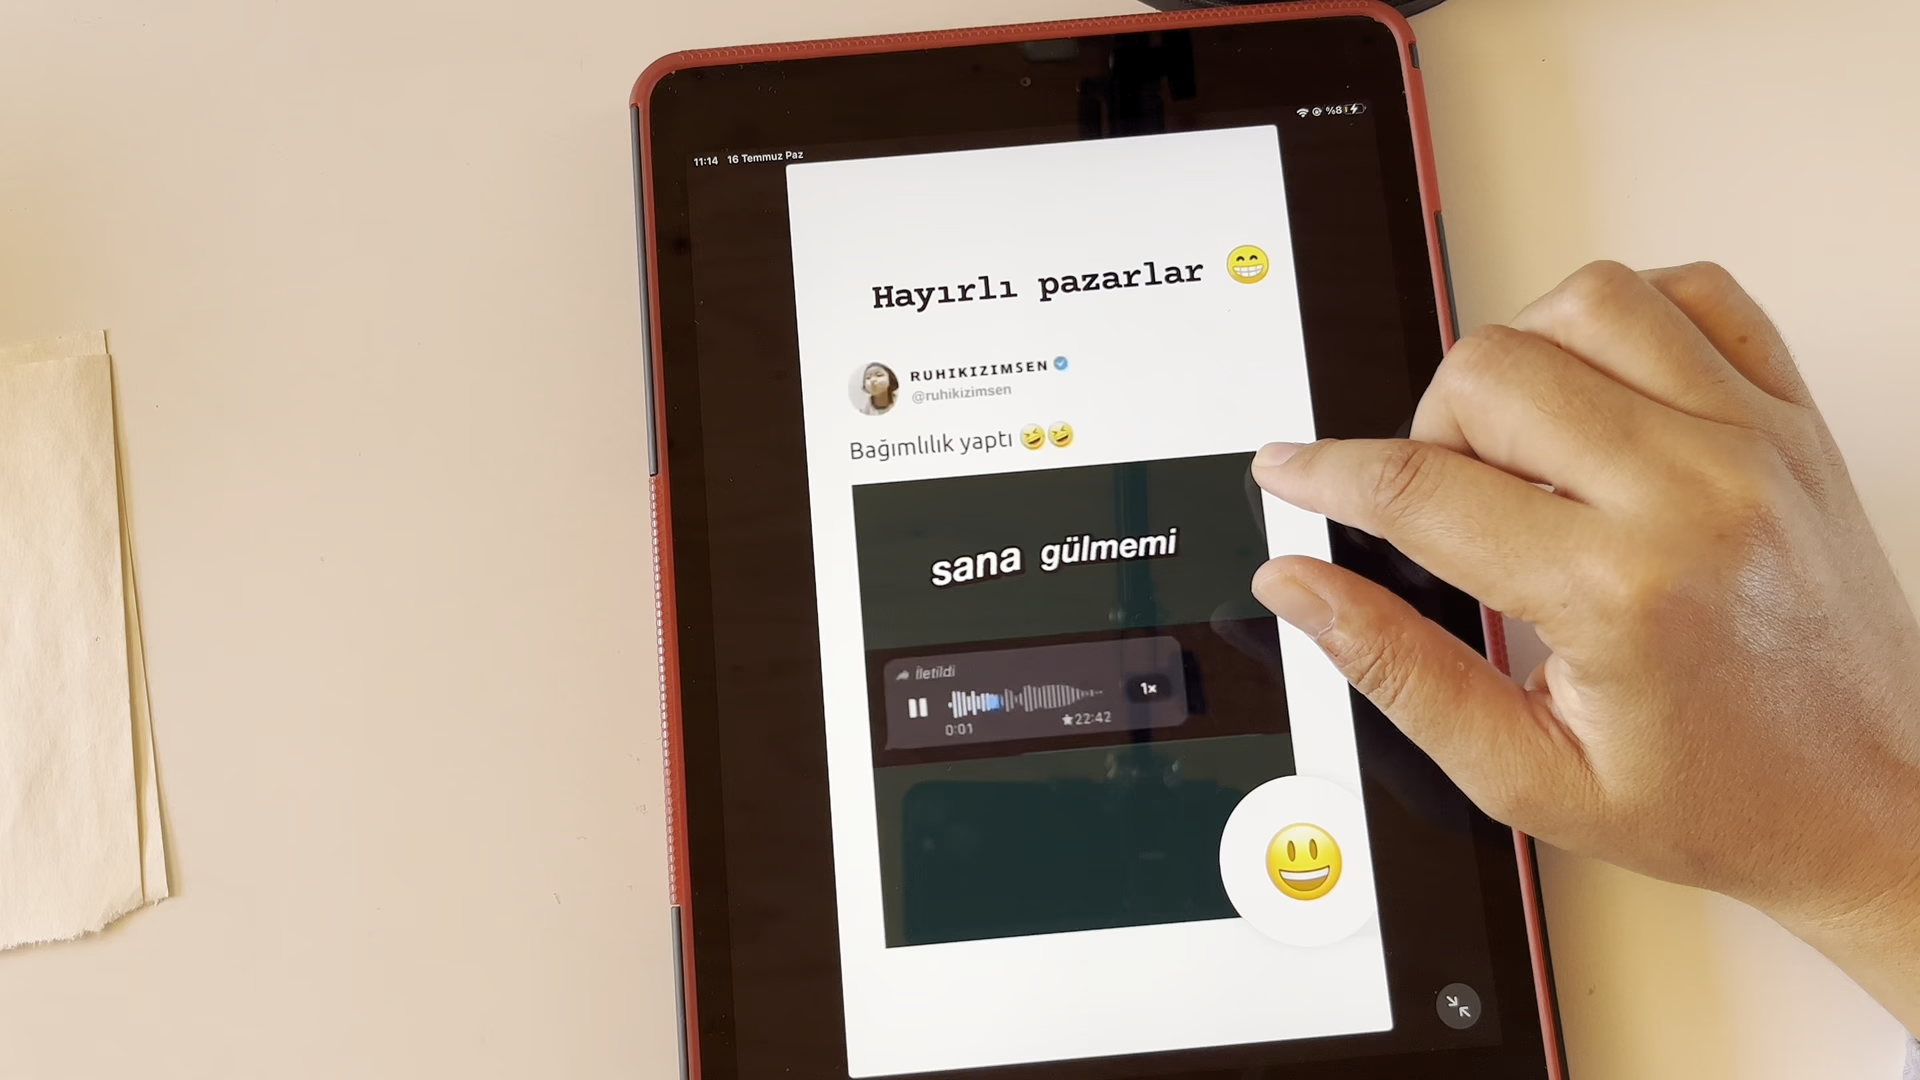 11:14 16 Temmuz Paz
%8
Hayırlı pazarlar 😁
RUHIKIZIMSEN
@ruhikizimsen
Bağımlılık yaptı 😆😆
sana gülmemi
İletildi
1x
0:01 ★22:42